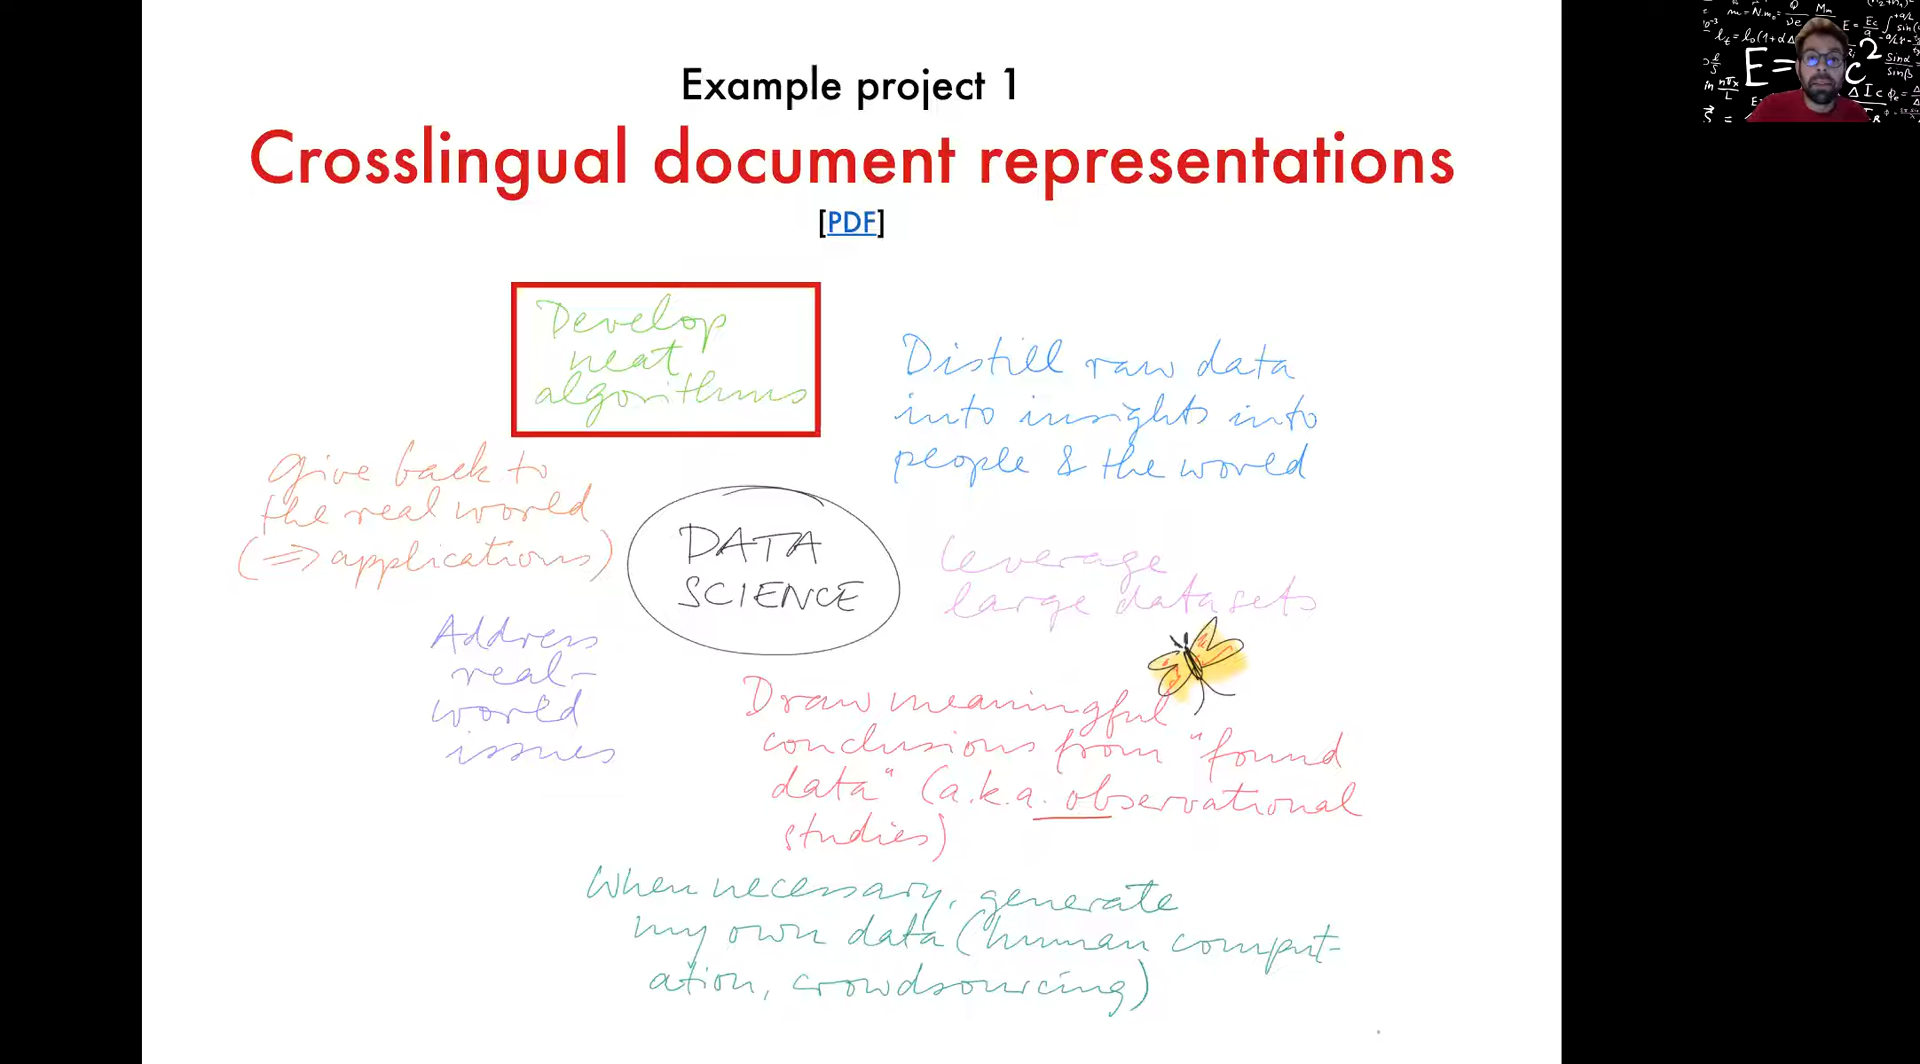 Example project 1
Crosslingual document representations
[PDF]
Develop
neat
algorithms
Distill raw data
into insights into
people & the world
Give back to
the real world
(⇒ applications)
DATA
SCIENCE
Leverage
large datasets
Address
real-
world
issues
Draw meaningful
conclusions from "found
data" (a.k.a. observational
studies)
When necessary, generate
my own data (human comput-
ation, crowdsourcing)
E=
c²